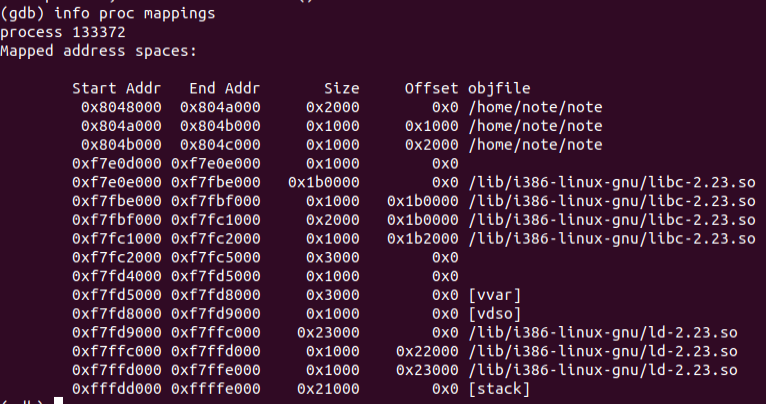 (gdb) info proc mappings
process 133372
Mapped address spaces:
Start Addr End Addr Size Offset objfile
0x8048000 0x804a000 0x2000 0x0 /home/note/note
0x804a000 0x804b000 0x1000 0x1000 /home/note/note
0x804b000 0x804c000 0x1000 0x2000 /home/note/note
0xf7e0d000 0xf7e0e000 0x1000 0x0
0xf7e0e000 0xf7fbe000 0x1b0000 0x0 /lib/i386-linux-gnu/libc-2.23.so
0xf7fbe000 0xf7fbf000 0x1000 0x1b0000 /lib/i386-linux-gnu/libc-2.23.so
0xf7fbf000 0xf7fc1000 0x2000 0x1b0000 /lib/i386-linux-gnu/libc-2.23.so
0xf7fc1000 0xf7fc2000 0x1000 0x1b2000 /lib/i386-linux-gnu/libc-2.23.so
0xf7fc2000 0xf7fc5000 0x3000 0x0
0xf7fd4000 0xf7fd5000 0x1000 0x0
0xf7fd5000 0xf7fd8000 0x3000 0x0 [vvar]
0xf7fd8000 0xf7fd9000 0x1000 0x0 [vdso]
0xf7fd9000 0xf7ffc000 0x23000 0x0 /lib/i386-linux-gnu/ld-2.23.so
0xf7ffc000 0xf7ffd000 0x1000 0x22000 /lib/i386-linux-gnu/ld-2.23.so
0xf7ffd000 0xf7ffe000 0x1000 0x23000 /lib/i386-linux-gnu/ld-2.23.so
0xfffdd000 0xffffe000 0x21000 0x0 [stack]
(gdb)